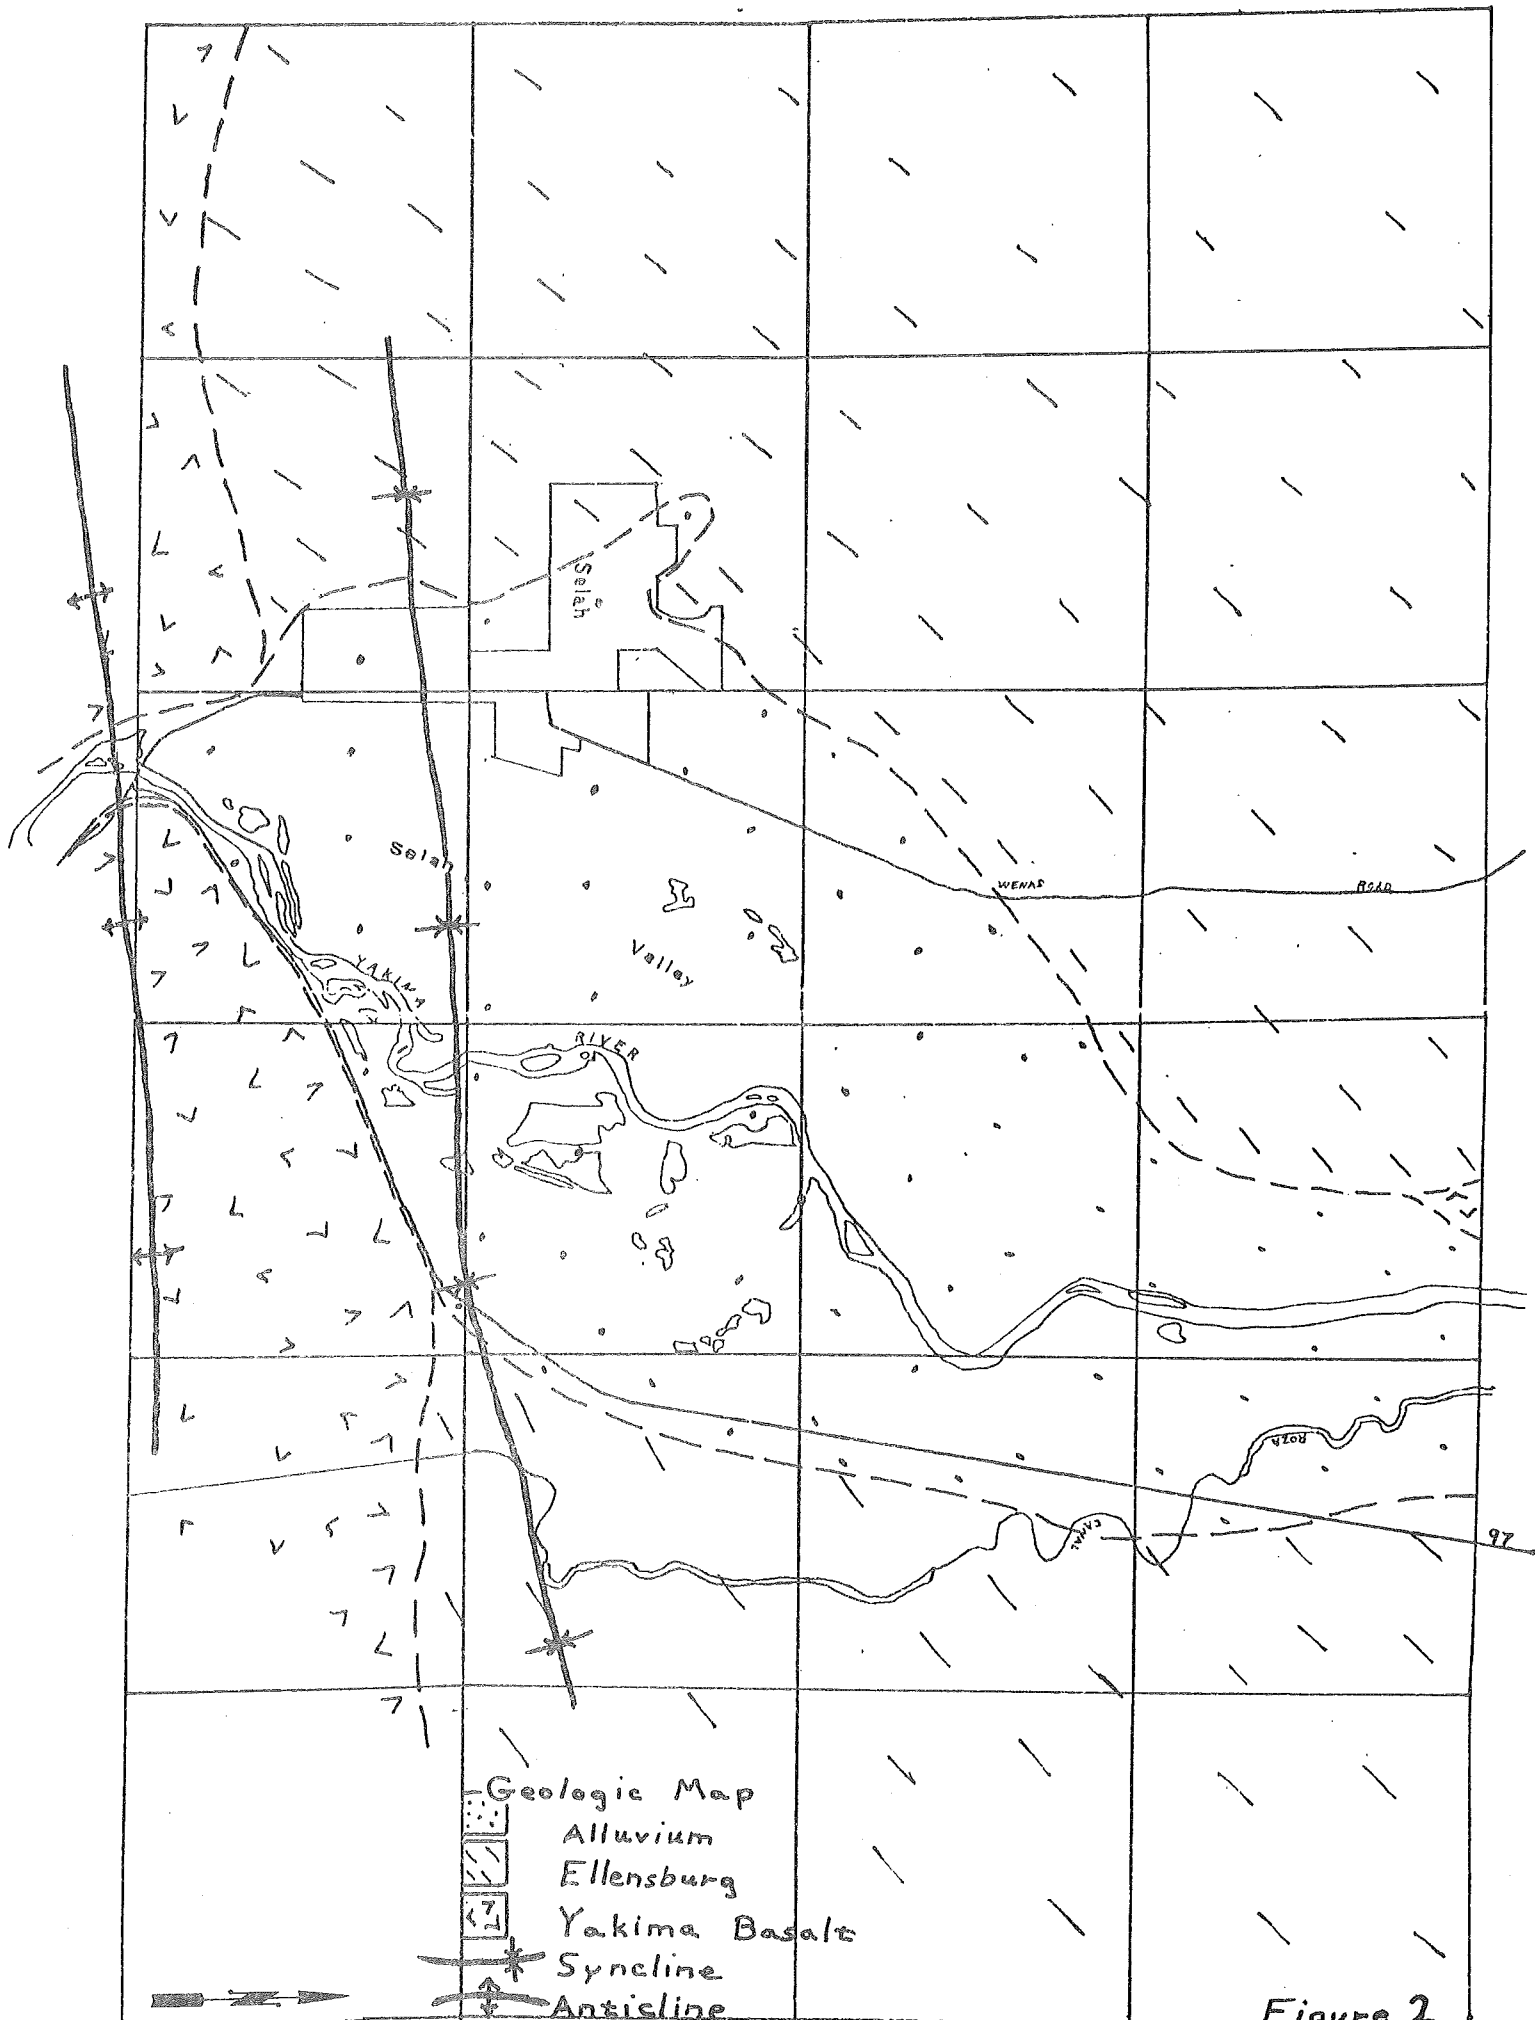 Selah
Selah
WENAS ROAD
Valley
YAKIMA
RIVER
ROZA
CANAL
97
Geologic Map
Alluvium
Ellensburg
Yakima Basalt
Syncline
Anticline
N
Figure 2